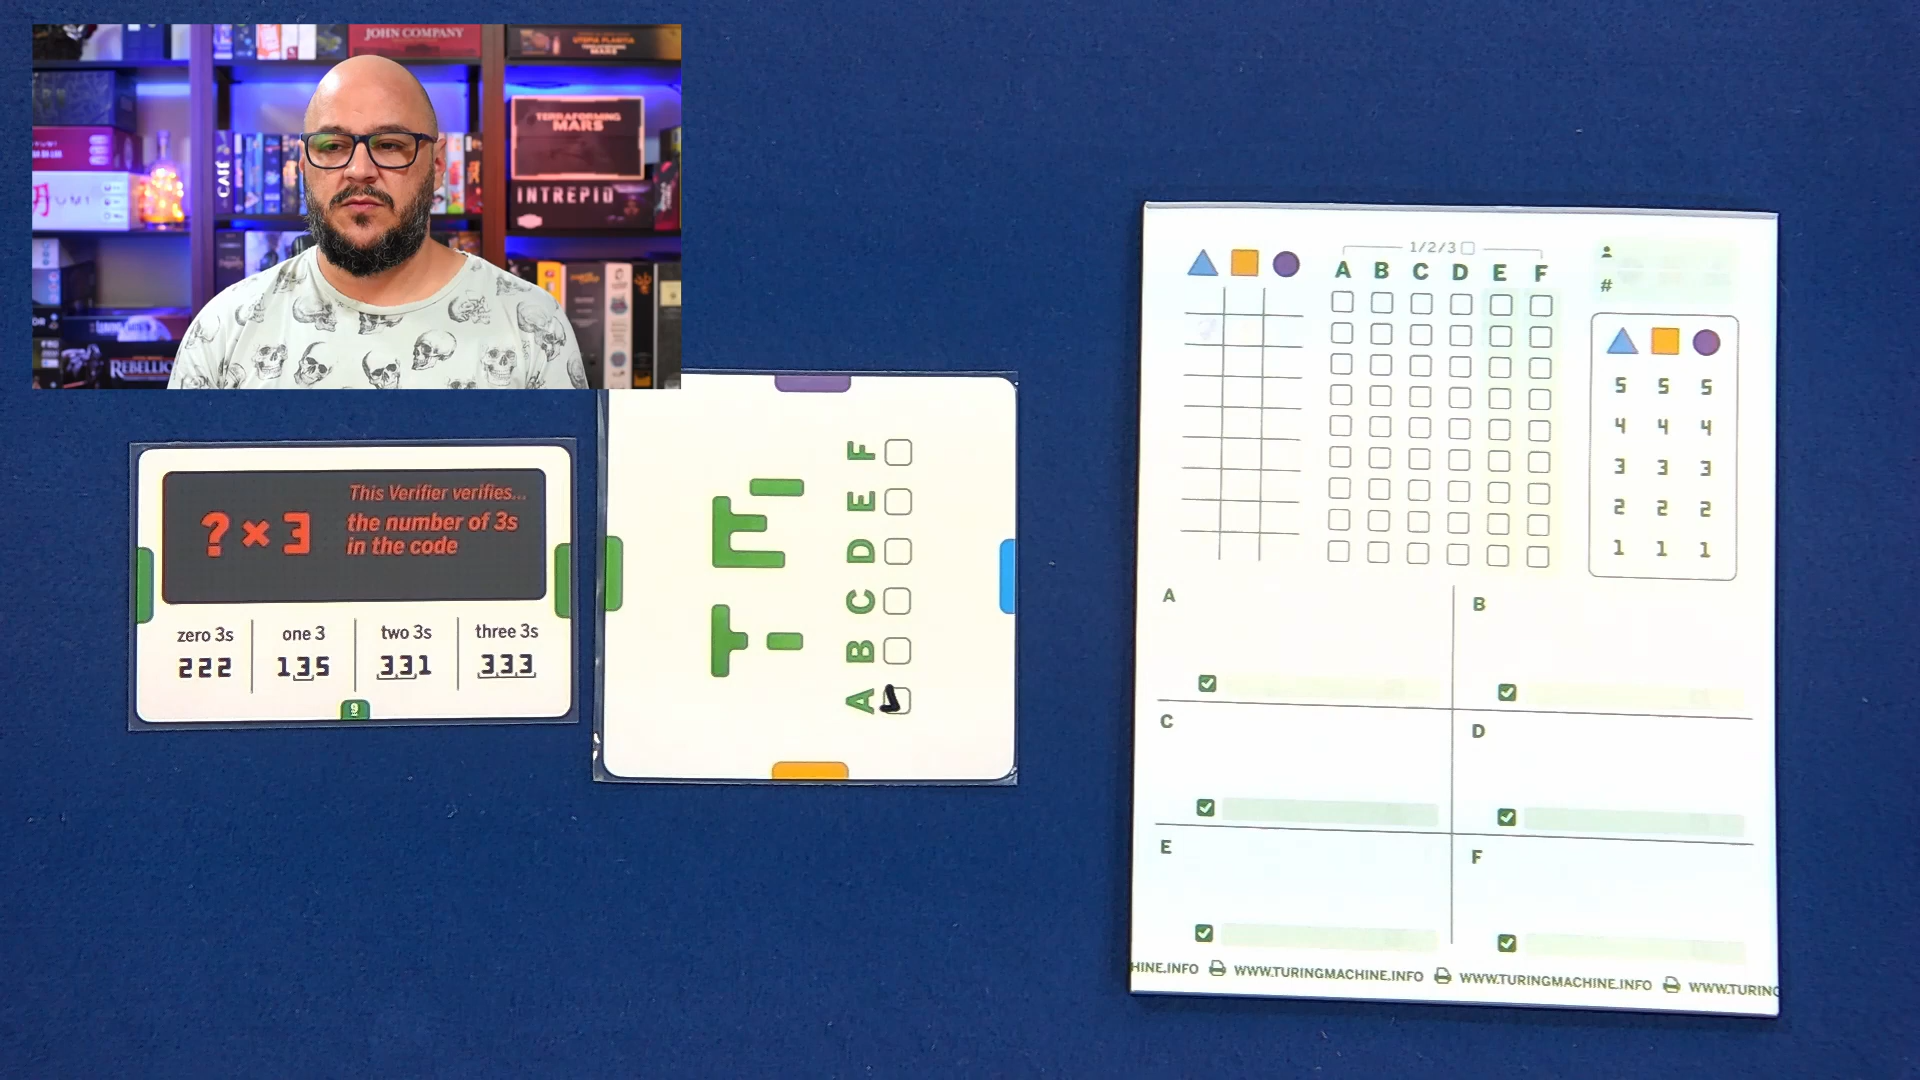 JOHN COMPANY
UTOPIA PLANITIA
TERRAFORMING
MARS
INTREPID
REBELLIO
This Verifier verifies...
? × 3
the number of 3s
in the code
zero 3s
one 3
two 3s
three 3s
222
135
331
333
9
A B C D E F
1/2/3
A B C D E F
#
5 5 5
4 4 4
3 3 3
2 2 2
1 1 1
A
B
C
D
E
F
HINE.INFO WWW.TURINGMACHINE.INFO WWW.TURINGMACHINE.INFO WWW.TURING